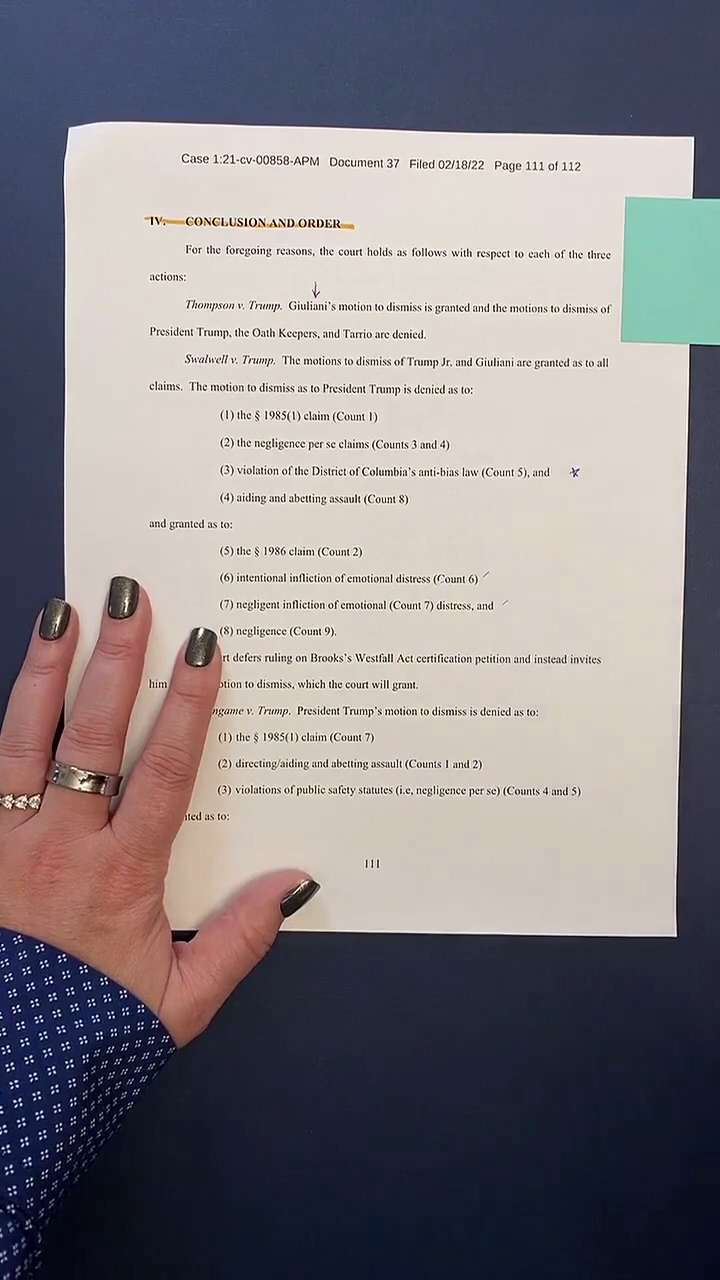 Case 1:21-cv-00858-APM Document 37 Filed 02/18/22 Page 111 of 112
IV. CONCLUSION AND ORDER
For the foregoing reasons, the court holds as follows with respect to each of the three
actions:
Thompson v. Trump. Giuliani's motion to dismiss is granted and the motions to dismiss of
President Trump, the Oath Keepers, and Tarrio are denied.
Swalwell v. Trump. The motions to dismiss of Trump Jr. and Giuliani are granted as to all
claims. The motion to dismiss as to President Trump is denied as to:
(1) the § 1985(1) claim (Count 1)
(2) the negligence per se claims (Counts 3 and 4)
(3) violation of the District of Columbia's anti-bias law (Count 5), and
(4) aiding and abetting assault (Count 8)
and granted as to:
(5) the § 1986 claim (Count 2)
(6) intentional infliction of emotional distress (Count 6)
(7) negligent infliction of emotional (Count 7) distress, and
(8) negligence (Count 9).
defers ruling on Brooks's Westfall Act certification petition and instead invites
him to dismiss, which the court will grant.
v. Trump. President Trump's motion to dismiss is denied as to:
(1) the § 1985(1) claim (Count 7)
(2) directing/aiding and abetting assault (Counts 1 and 2)
(3) violations of public safety statutes (i.e, negligence per se) (Counts 4 and 5)
as to:
111